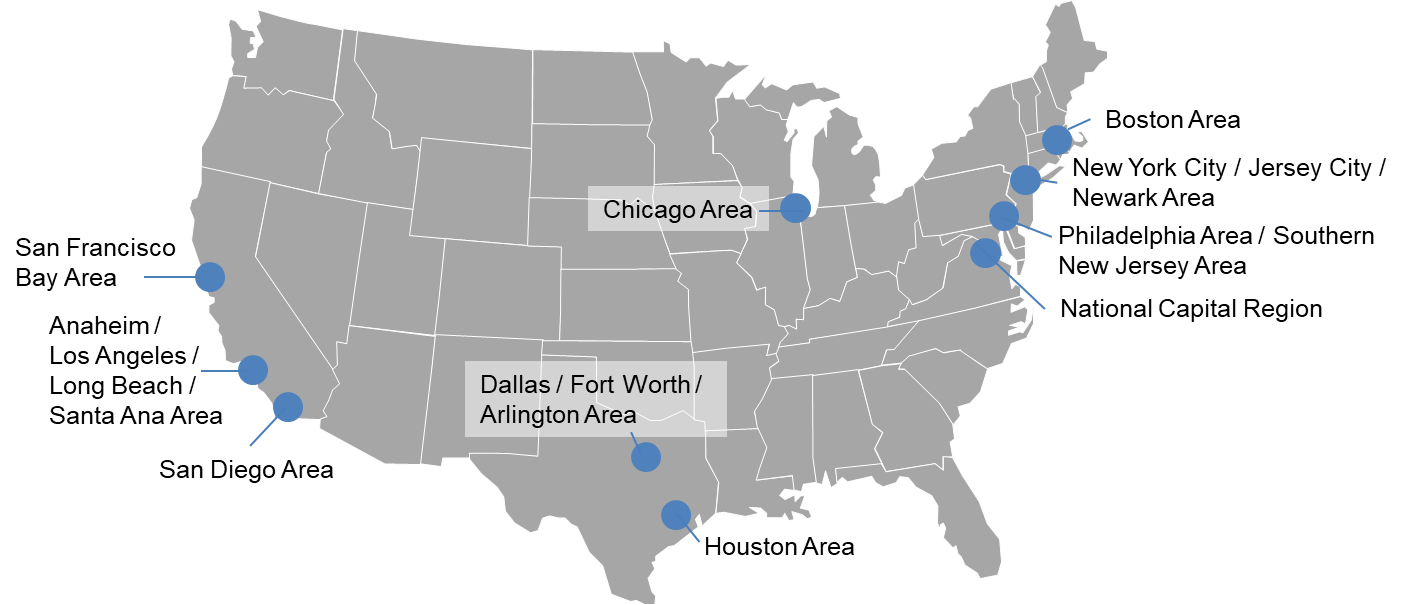 Boston Area
New York City / Jersey City /
Newark Area
Chicago Area
Philadelphia Area / Southern
New Jersey Area
San Francisco
Bay Area
National Capital Region
Anaheim /
Los Angeles /
Long Beach /
Santa Ana Area
Dallas / Fort Worth /
Arlington Area
San Diego Area
Houston Area